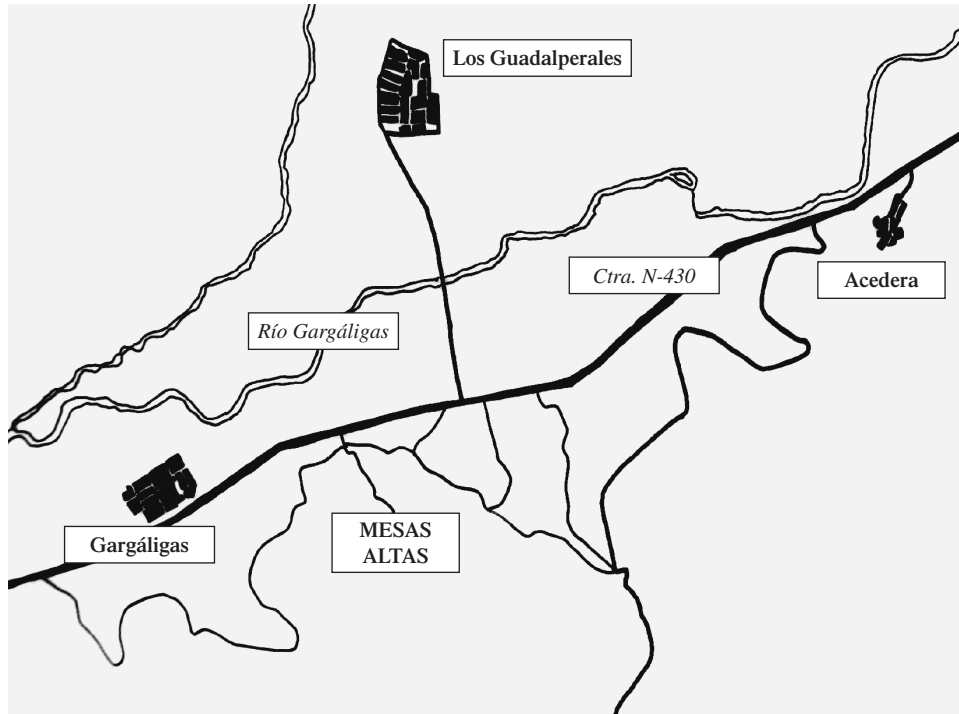 Los Guadalperales
Ctra. N-430
Acedera
Río Gargáligas
MESAS
ALTAS
Gargáligas